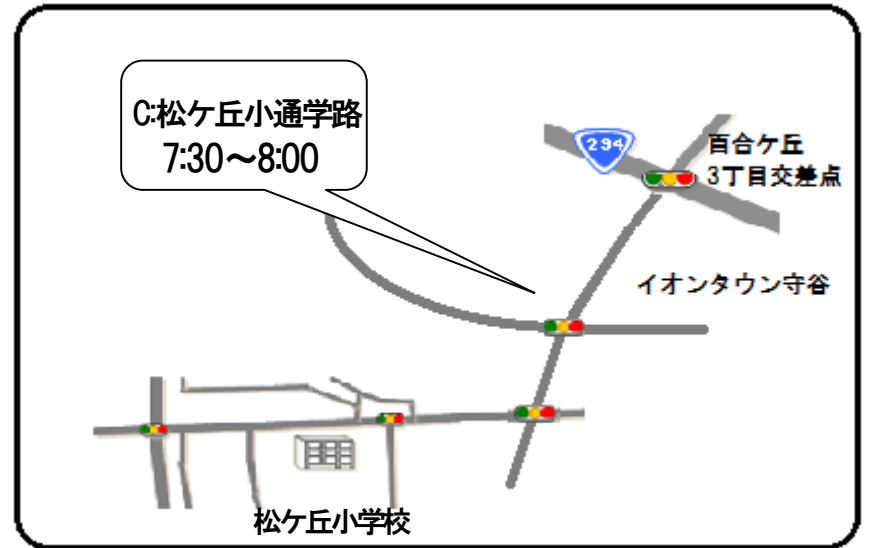 C:松ケ丘小通学路
7:30～8:00
294
百合ケ丘
3丁目交差点
イオンタウン守谷
松ケ丘小学校